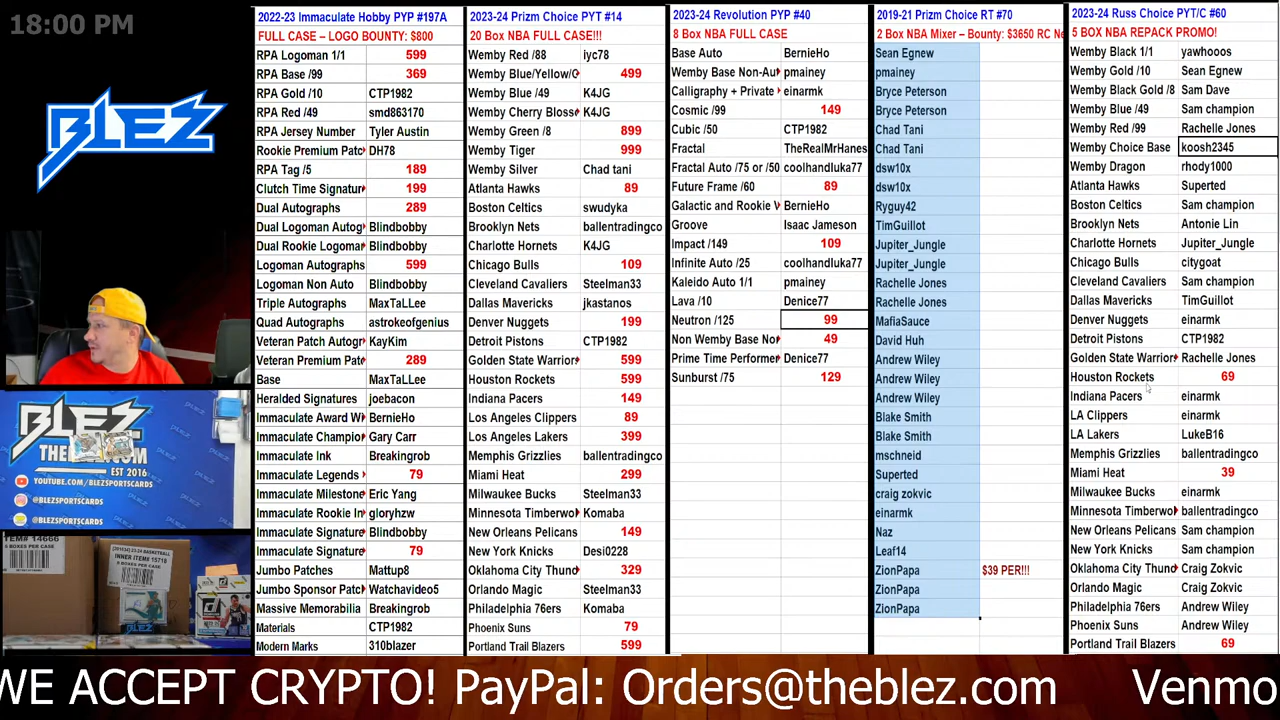 18:00 PM
BLEZ
BLEZ
THE
EST 2016
YOUTUBE.COM/BLEZSPORTSCARDS
@BLEZSPORTSCARDS
@BLEZSPORTSCARDS
ITEM# 14666
BOXES PER CASE
INNER ITEM# 15718
BLEZ
2022-23 Immaculate Hobby PYP #197A
FULL CASE – LOGO BOUNTY: $800
RPA Logoman 1/1 599
RPA Base /99 369
RPA Gold /10 CTP1982
RPA Red /49 smd863170
RPA Jersey Number Tyler Austin
Rookie Premium Patc DH78
RPA Tag /5 189
Clutch Time Signatur 199
Dual Autographs 289
Dual Logoman Autog Blindbobby
Dual Rookie Logomar Blindbobby
Logoman Autographs 599
Logoman Non Auto Blindbobby
Triple Autographs MaxTaLLee
Quad Autographs astrokeofgenius
Veteran Patch Autogr KayKim
Veteran Premium Pat 289
Base MaxTaLLee
Heralded Signatures joebacon
Immaculate Award W BernieHo
Immaculate Champio Gary Carr
Immaculate Ink Breakingrob
Immaculate Legends 79
Immaculate Milestone Eric Yang
Immaculate Rookie In gloryhzw
Immaculate Signature Blindbobby
Immaculate Signature 79
Jumbo Patches Mattup8
Jumbo Sponsor Patc Watchavideo5
Massive Memorabilia Breakingrob
Materials CTP1982
Modern Marks 310blazer
2023-24 Prizm Choice PYT #14
20 Box NBA FULL CASE!!!
Wemby Red /88 iyc78
Wemby Blue/Yellow/G 499
Wemby Blue /49 K4JG
Wemby Cherry Bloss K4JG
Wemby Green /8 899
Wemby Tiger 999
Wemby Silver Chad tani
Atlanta Hawks 89
Boston Celtics swudyka
Brooklyn Nets ballentradingco
Charlotte Hornets K4JG
Chicago Bulls 109
Cleveland Cavaliers Steelman33
Dallas Mavericks jkastanos
Denver Nuggets 199
Detroit Pistons CTP1982
Golden State Warrior 599
Houston Rockets 599
Indiana Pacers 149
Los Angeles Clippers 89
Los Angeles Lakers 399
Memphis Grizzlies ballentradingco
Miami Heat 299
Milwaukee Bucks Steelman33
Minnesota Timberwo Komaba
New Orleans Pelicans 149
New York Knicks Desi0228
Oklahoma City Thun 329
Orlando Magic Steelman33
Philadelphia 76ers Komaba
Phoenix Suns 79
Portland Trail Blazers 599
2023-24 Revolution PYP #40
8 Box NBA FULL CASE
Base Auto BernieHo
Wemby Base Non-Au pmainey
Calligraphy + Private einarmk
Cosmic /99 149
Cubic /50 CTP1982
Fractal TheRealMrHanes
Fractal Auto /75 or /50 coolhandluka77
Future Frame /60 89
Galactic and Rookie V BernieHo
Groove Isaac Jameson
Impact /149 109
Infinite Auto /25 coolhandluka77
Kaleido Auto 1/1 pmainey
Lava /10 Denice77
Neutron /125 99
Non Wemby Base No 49
Prime Time Performer Denice77
Sunburst /75 129
2019-21 Prizm Choice RT #70
2 Box NBA Mixer – Bounty: $3650 RC Ne
Sean Egnew
pmainey
Bryce Peterson
Bryce Peterson
Chad Tani
Chad Tani
dsw10x
dsw10x
Ryguy42
TimGuillot
Jupiter_Jungle
Jupiter_Jungle
Rachelle Jones
Rachelle Jones
MafiaSauce
David Huh
Andrew Wiley
Andrew Wiley
Andrew Wiley
Blake Smith
Blake Smith
mschneid
Superted
craig zokvic
einarmk
Naz
Leaf14
ZionPapa $39 PER!!!
ZionPapa
ZionPapa
2023-24 Russ Choice PYT/C #60
5 BOX NBA REPACK PROMO!
Wemby Black 1/1 yawhooos
Wemby Gold /10 Sean Egnew
Wemby Black Gold /8 Sam Dave
Wemby Blue /49 Sam champion
Wemby Red /99 Rachelle Jones
Wemby Choice Base koosh2345
Wemby Dragon rhody1000
Atlanta Hawks Superted
Boston Celtics Sam champion
Brooklyn Nets Antonie Lin
Charlotte Hornets Jupiter_Jungle
Chicago Bulls citygoat
Cleveland Cavaliers Sam champion
Dallas Mavericks TimGuillot
Denver Nuggets einarmk
Detroit Pistons CTP1982
Golden State Warrior Rachelle Jones
Houston Rockets 69
Indiana Pacers einarmk
LA Clippers einarmk
LA Lakers LukeB16
Memphis Grizzlies ballentradingco
Miami Heat 39
Milwaukee Bucks einarmk
Minnesota Timberwo ballentradingco
New Orleans Pelicans Sam champion
New York Knicks Sam champion
Oklahoma City Thun Craig Zokvic
Orlando Magic Craig Zokvic
Philadelphia 76ers Andrew Wiley
Phoenix Suns Andrew Wiley
Portland Trail Blazers 69
WE ACCEPT CRYPTO! PayPal: Orders@theblez.com Venmo